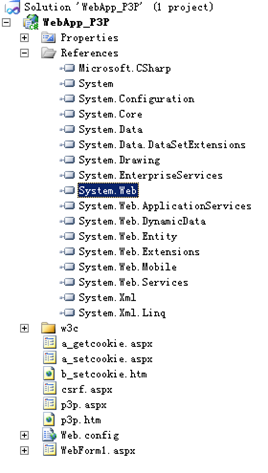 Solution 'WebApp_P3P' (1 project)
WebApp_P3P
Properties
References
Microsoft.CSharp
System
System.Configuration
System.Core
System.Data
System.Data.DataSetExtensions
System.Drawing
System.EnterpriseServices
System.Web
System.Web.ApplicationServices
System.Web.DynamicData
System.Web.Entity
System.Web.Extensions
System.Web.Mobile
System.Web.Services
System.Xml
System.Xml.Linq
w3c
a_getcookie.aspx
a_setcookie.aspx
b_setcookie.htm
csrf.aspx
p3p.aspx
p3p.htm
Web.config
WebForm1.aspx